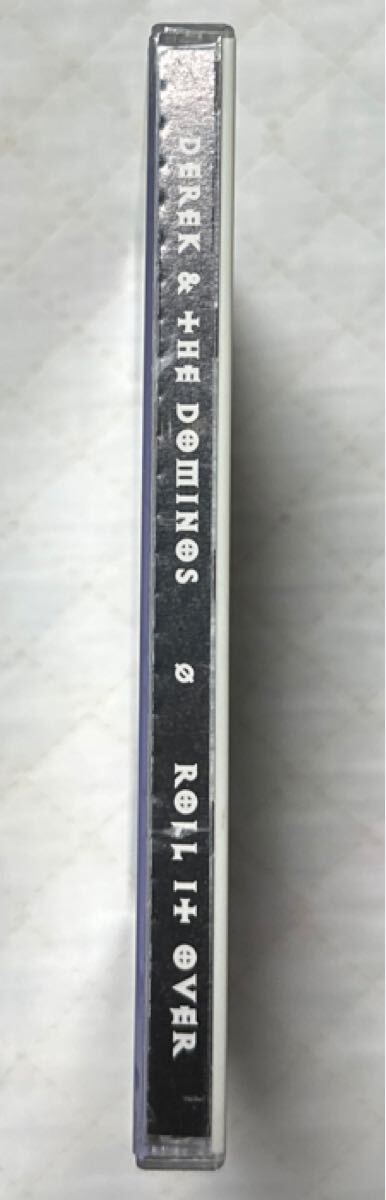 DEREK & THE DOMINOS ø ROLL IT OVER